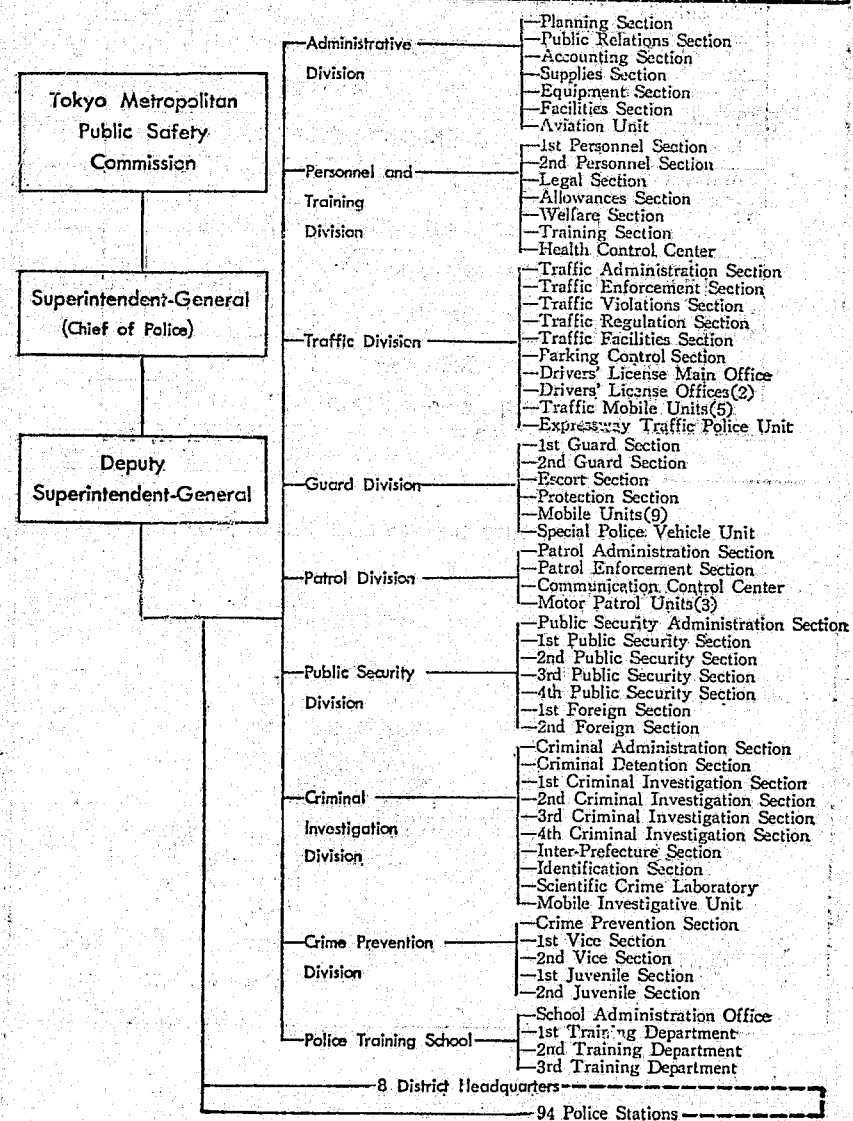 Tokyo Metropolitan
Public Safety
Commission
Superintendent-General
(Chief of Police)
Deputy
Superintendent-General
Administrative
Division
Planning Section
Public Relations Section
Accounting Section
Supplies Section
Equipment Section
Facilities Section
Aviation Unit
Personnel and
Training
Division
1st Personnel Section
2nd Personnel Section
Legal Section
Allowances Section
Welfare Section
Training Section
Health Control Center
Traffic Division
Traffic Administration Section
Traffic Enforcement Section
Traffic Violations Section
Traffic Regulation Section
Traffic Facilities Section
Parking Control Section
Drivers' License Main Office
Drivers' License Offices(2)
Traffic Mobile Units(5)
Expressway Traffic Police Unit
Guard Division
1st Guard Section
2nd Guard Section
Escort Section
Protection Section
Mobile Units(9)
Special Police Vehicle Unit
Patrol Division
Patrol Administration Section
Patrol Enforcement Section
Communication Control Center
Motor Patrol Units(3)
Public Security
Division
Public Security Administration Section
1st Public Security Section
2nd Public Security Section
3rd Public Security Section
4th Public Security Section
1st Foreign Section
2nd Foreign Section
Criminal
Investigation
Division
Criminal Administration Section
Criminal Detention Section
1st Criminal Investigation Section
2nd Criminal Investigation Section
3rd Criminal Investigation Section
4th Criminal Investigation Section
Inter-Prefecture Section
Identification Section
Scientific Crime Laboratory
Mobile Investigative Unit
Crime Prevention
Division
Crime Prevention Section
1st Vice Section
2nd Vice Section
1st Juvenile Section
2nd Juvenile Section
Police Training School
School Administration Office
1st Training Department
2nd Training Department
3rd Training Department
8 District Headquarters
94 Police Stations